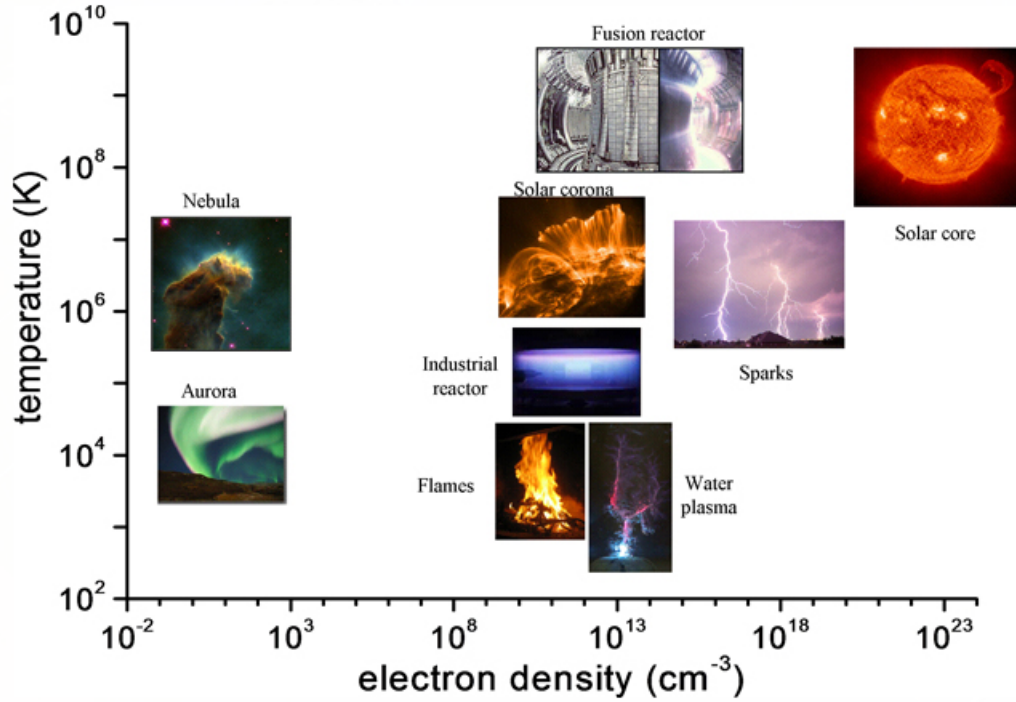 10^10
Fusion reactor
10^8
Solar corona
Nebula
Solar core
temperature (K)
10^6
Industrial
reactor
Sparks
Aurora
10^4
Flames
Water
plasma
10^2
10^-2 10^3 10^8 10^13 10^18 10^23
electron density (cm^-3)